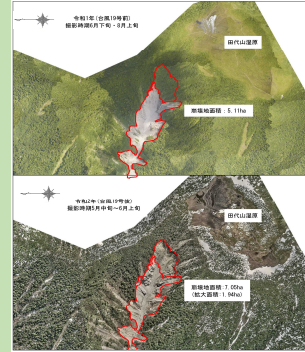 令和1年(台風19号前)
撮影時期6月下旬・8月上旬
田代山湿原
崩壊地面積：5.11ha
令和2年(台風19号後)
撮影時期5月中旬～6月上旬
田代山湿原
崩壊地面積：7.05ha
(拡大面積：1.94ha)